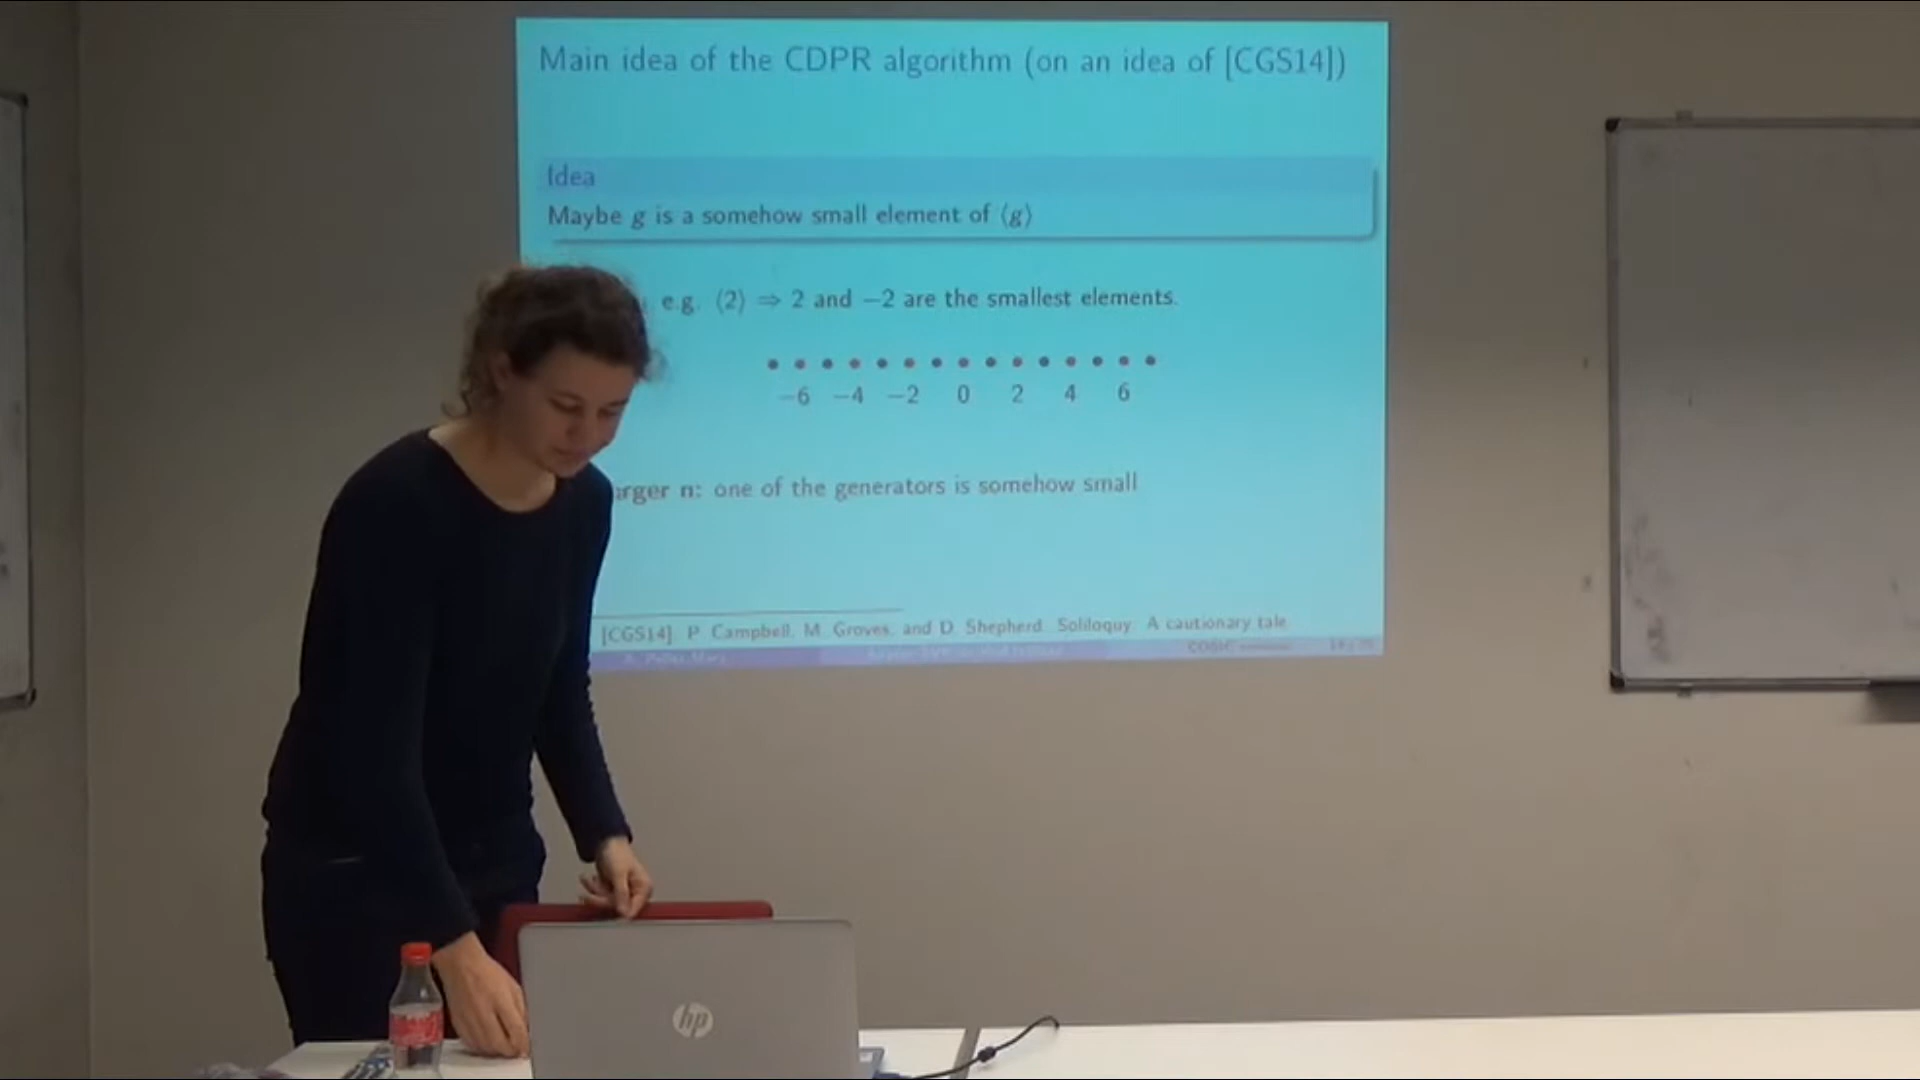 Main idea of the CDPR algorithm (on an idea of [CGS14])
Idea
Maybe g is a somehow small element of ⟨g⟩
e.g. ⟨2⟩ ⇒ 2 and −2 are the smallest elements.
−6 −4 −2 0 2 4 6
arger n: one of the generators is somehow small
[CGS14]. P. Campbell, M. Groves, and D. Shepherd. Soliloquy: A cautionary tale.
COSIC
hp